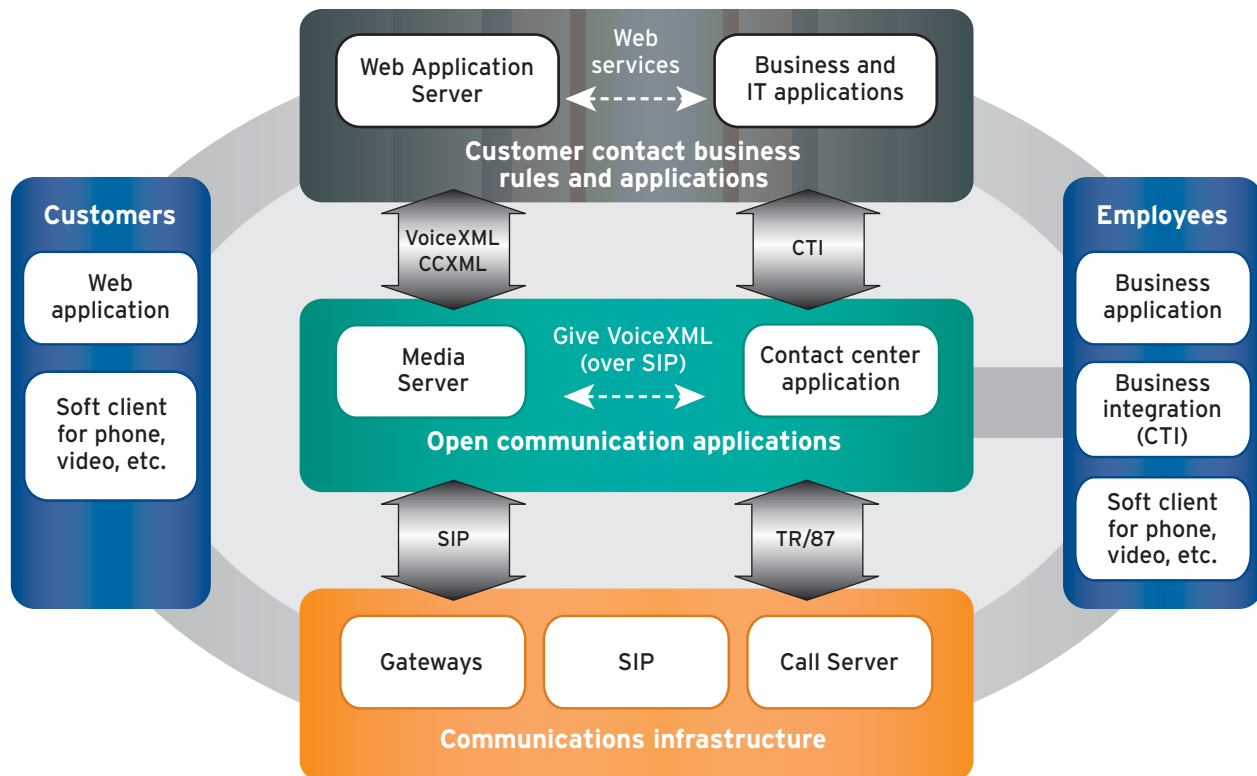 Web Application
Server
Web
services
Business and
IT applications
Customer contact business
rules and applications
Customers
Web
application
Soft client
for phone,
video, etc.
VoiceXML
CCXML
CTI
Media
Server
Give VoiceXML
(over SIP)
Contact center
application
Open communication applications
SIP
TR/87
Gateways
SIP
Call Server
Communications infrastructure
Employees
Business
application
Business
integration
(CTI)
Soft client
for phone,
video, etc.